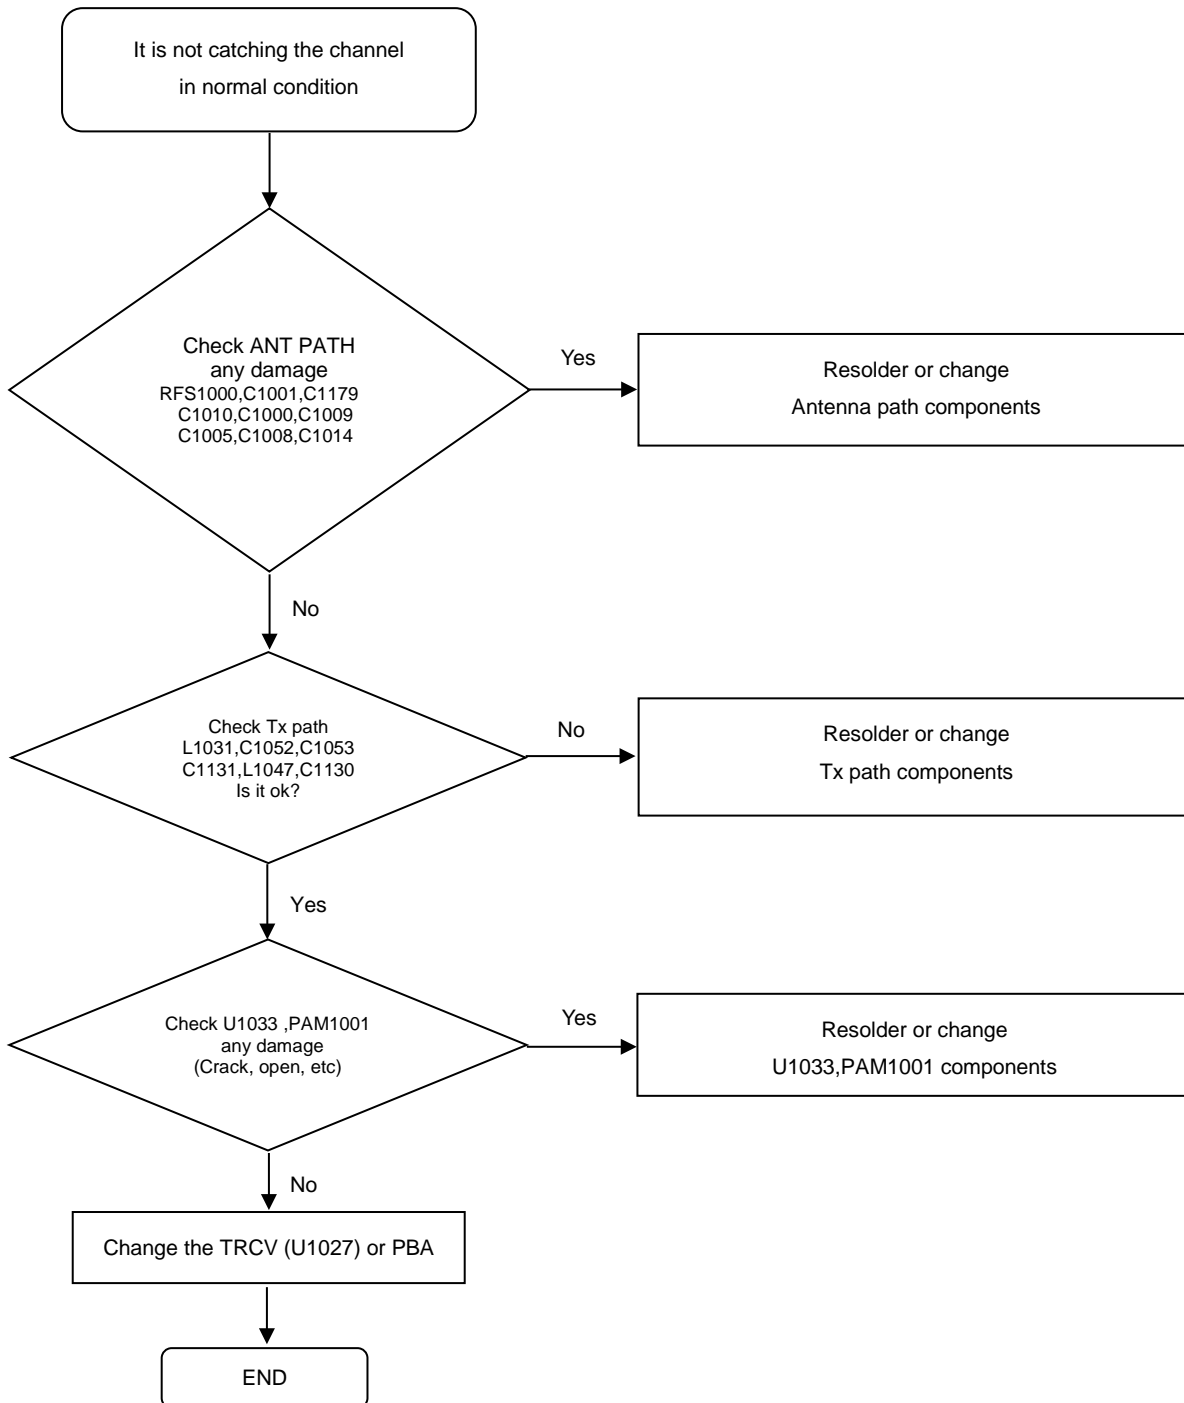 It is not catching the channel
in normal condition
Check ANT PATH
any damage
RFS1000,C1001,C1179
C1010,C1000,C1009
C1005,C1008,C1014
Yes
Resolder or change
Antenna path components
No
Check Tx path
L1031,C1052,C1053
C1131,L1047,C1130
Is it ok?
No
Resolder or change
Tx path components
Yes
Check U1033 ,PAM1001
any damage
(Crack, open, etc)
Yes
Resolder or change
U1033,PAM1001 components
No
Change the TRCV (U1027) or PBA
END